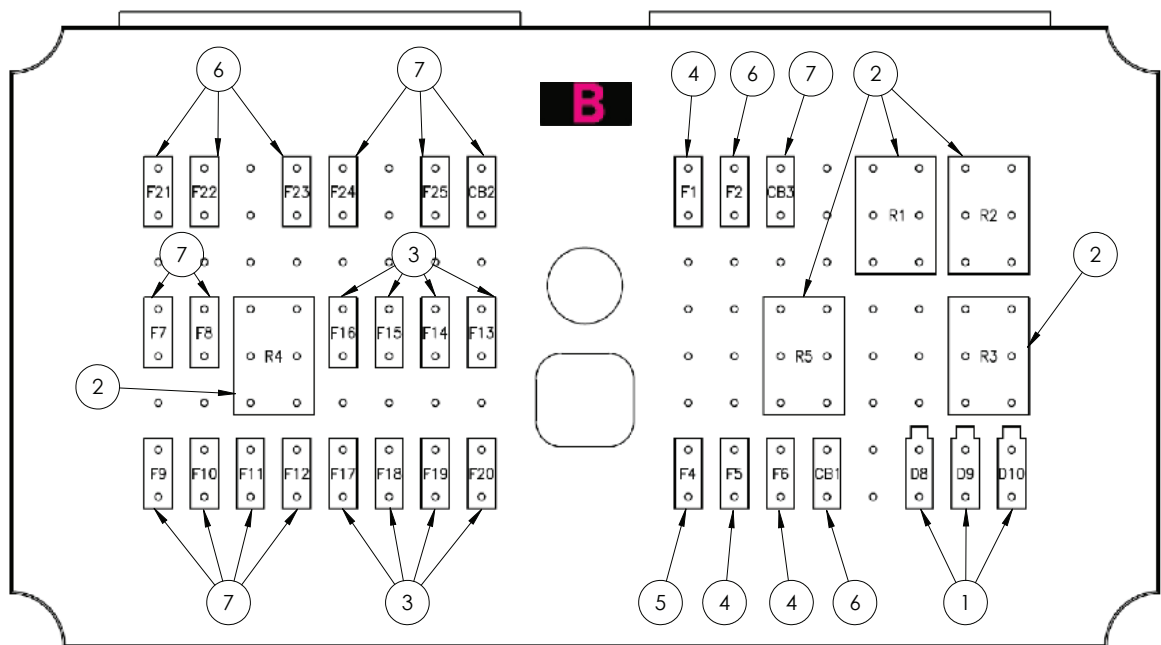 6 7 B 4 6 7 2
F21 F22 F23 F24 F25 CB2 F1 F2 CB3 R1 R2
7 3 2
F7 F8 R4 F16 F15 F14 F13 R5 R3
2
F9 F10 F11 F12 F17 F18 F19 F20 F4 F5 F6 CB1 D8 D9 D10
7 3 5 4 4 6 1